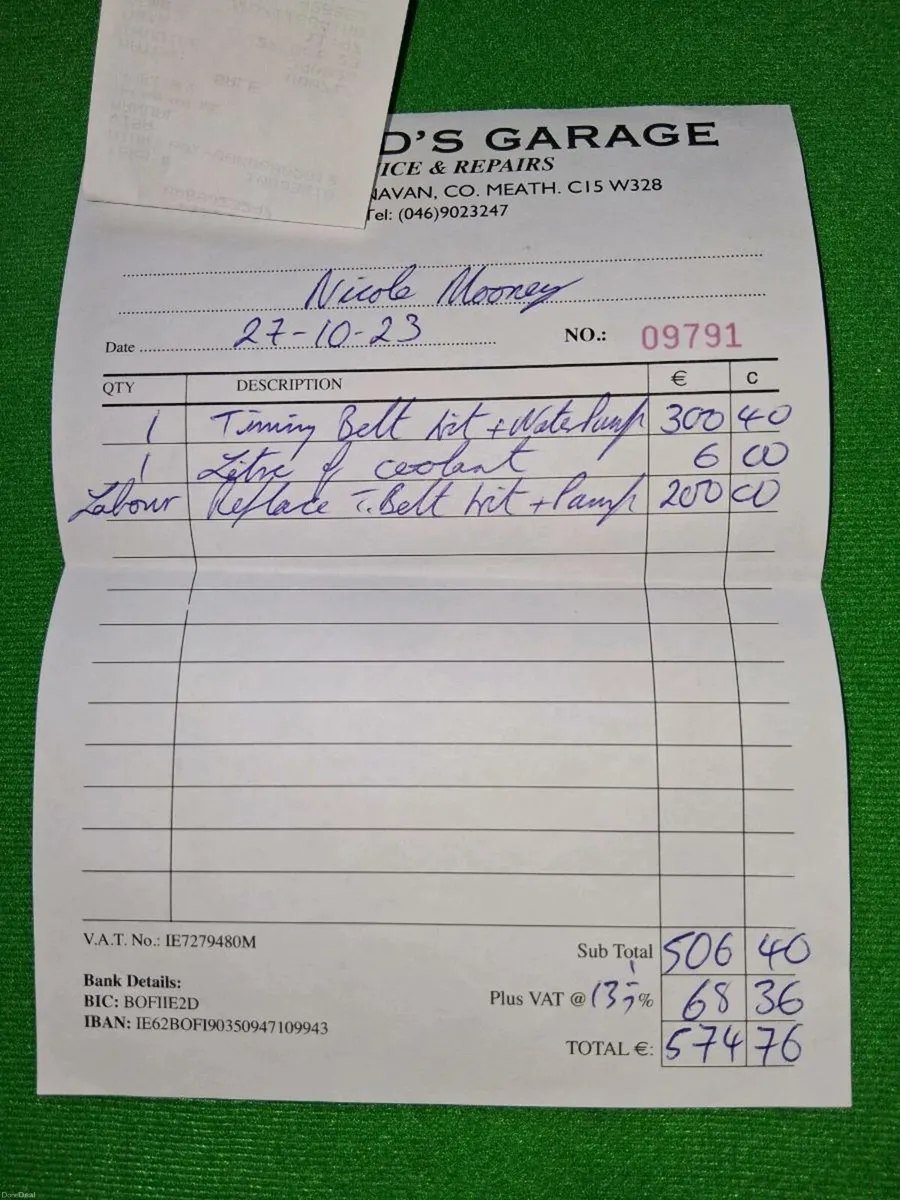 D'S GARAGE
ICE & REPAIRS
NAVAN, CO. MEATH. C15 W328
Tel: (046)9023247
Nicole Mooney
Date 27-10-23 NO.: 09791
QTY DESCRIPTION € C
1 Timing Belt kit + Water Pump 300 40
1 Litre of coolant 6 00
Labour Replace T. Belt kit + Pump 200 00
V.A.T. No.: IE7279480M
Sub Total 506 40
Bank Details:
BIC: BOFIIE2D
Plus VAT @ 13½% 68 36
IBAN: IE62BOFI90350947109943
TOTAL €: 574 76
DoneDeal